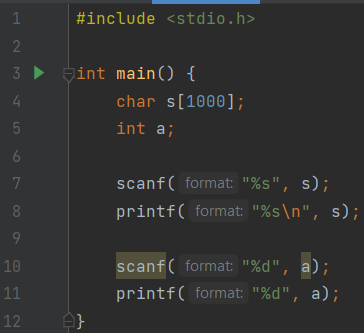 1 #include <stdio.h>
2
3 int main() {
4 char s[1000];
5 int a;
6
7 scanf( format: "%s", s);
8 printf( format: "%s\n", s);
9
10 scanf( format: "%d", a);
11 printf( format: "%d", a);
12 }